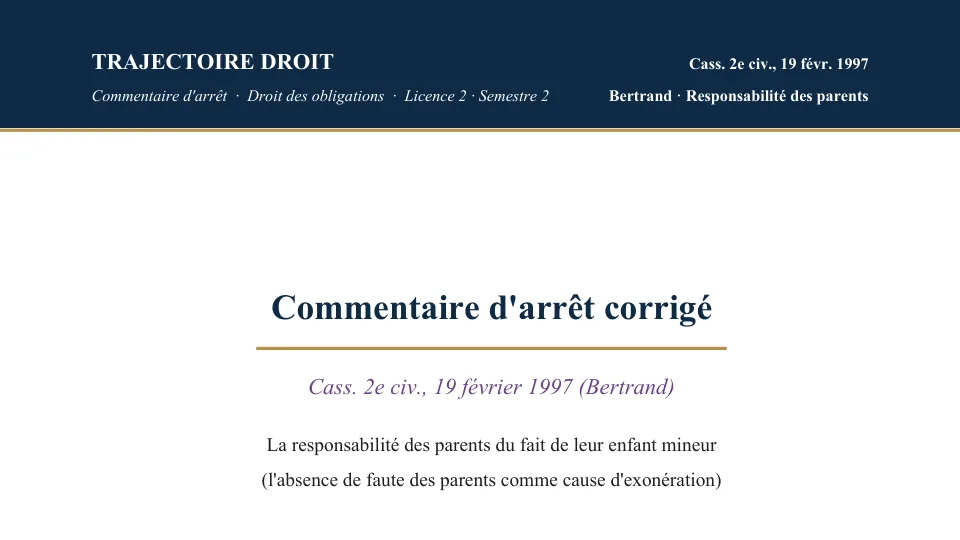 TRAJECTOIRE DROIT
Cass. 2e civ., 19 févr. 1997
Commentaire d'arrêt · Droit des obligations · Licence 2 · Semestre 2
Bertrand · Responsabilité des parents
Commentaire d'arrêt corrigé
Cass. 2e civ., 19 février 1997 (Bertrand)
La responsabilité des parents du fait de leur enfant mineur
(l'absence de faute des parents comme cause d'exonération)